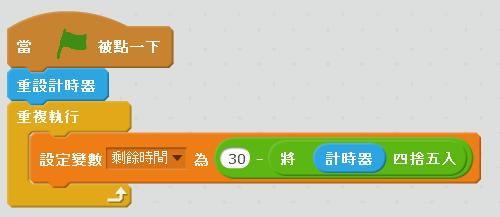 當 被點一下
重設計時器
重複執行
設定變數 剩餘時間 為 30 - 將 計時器 四捨五入